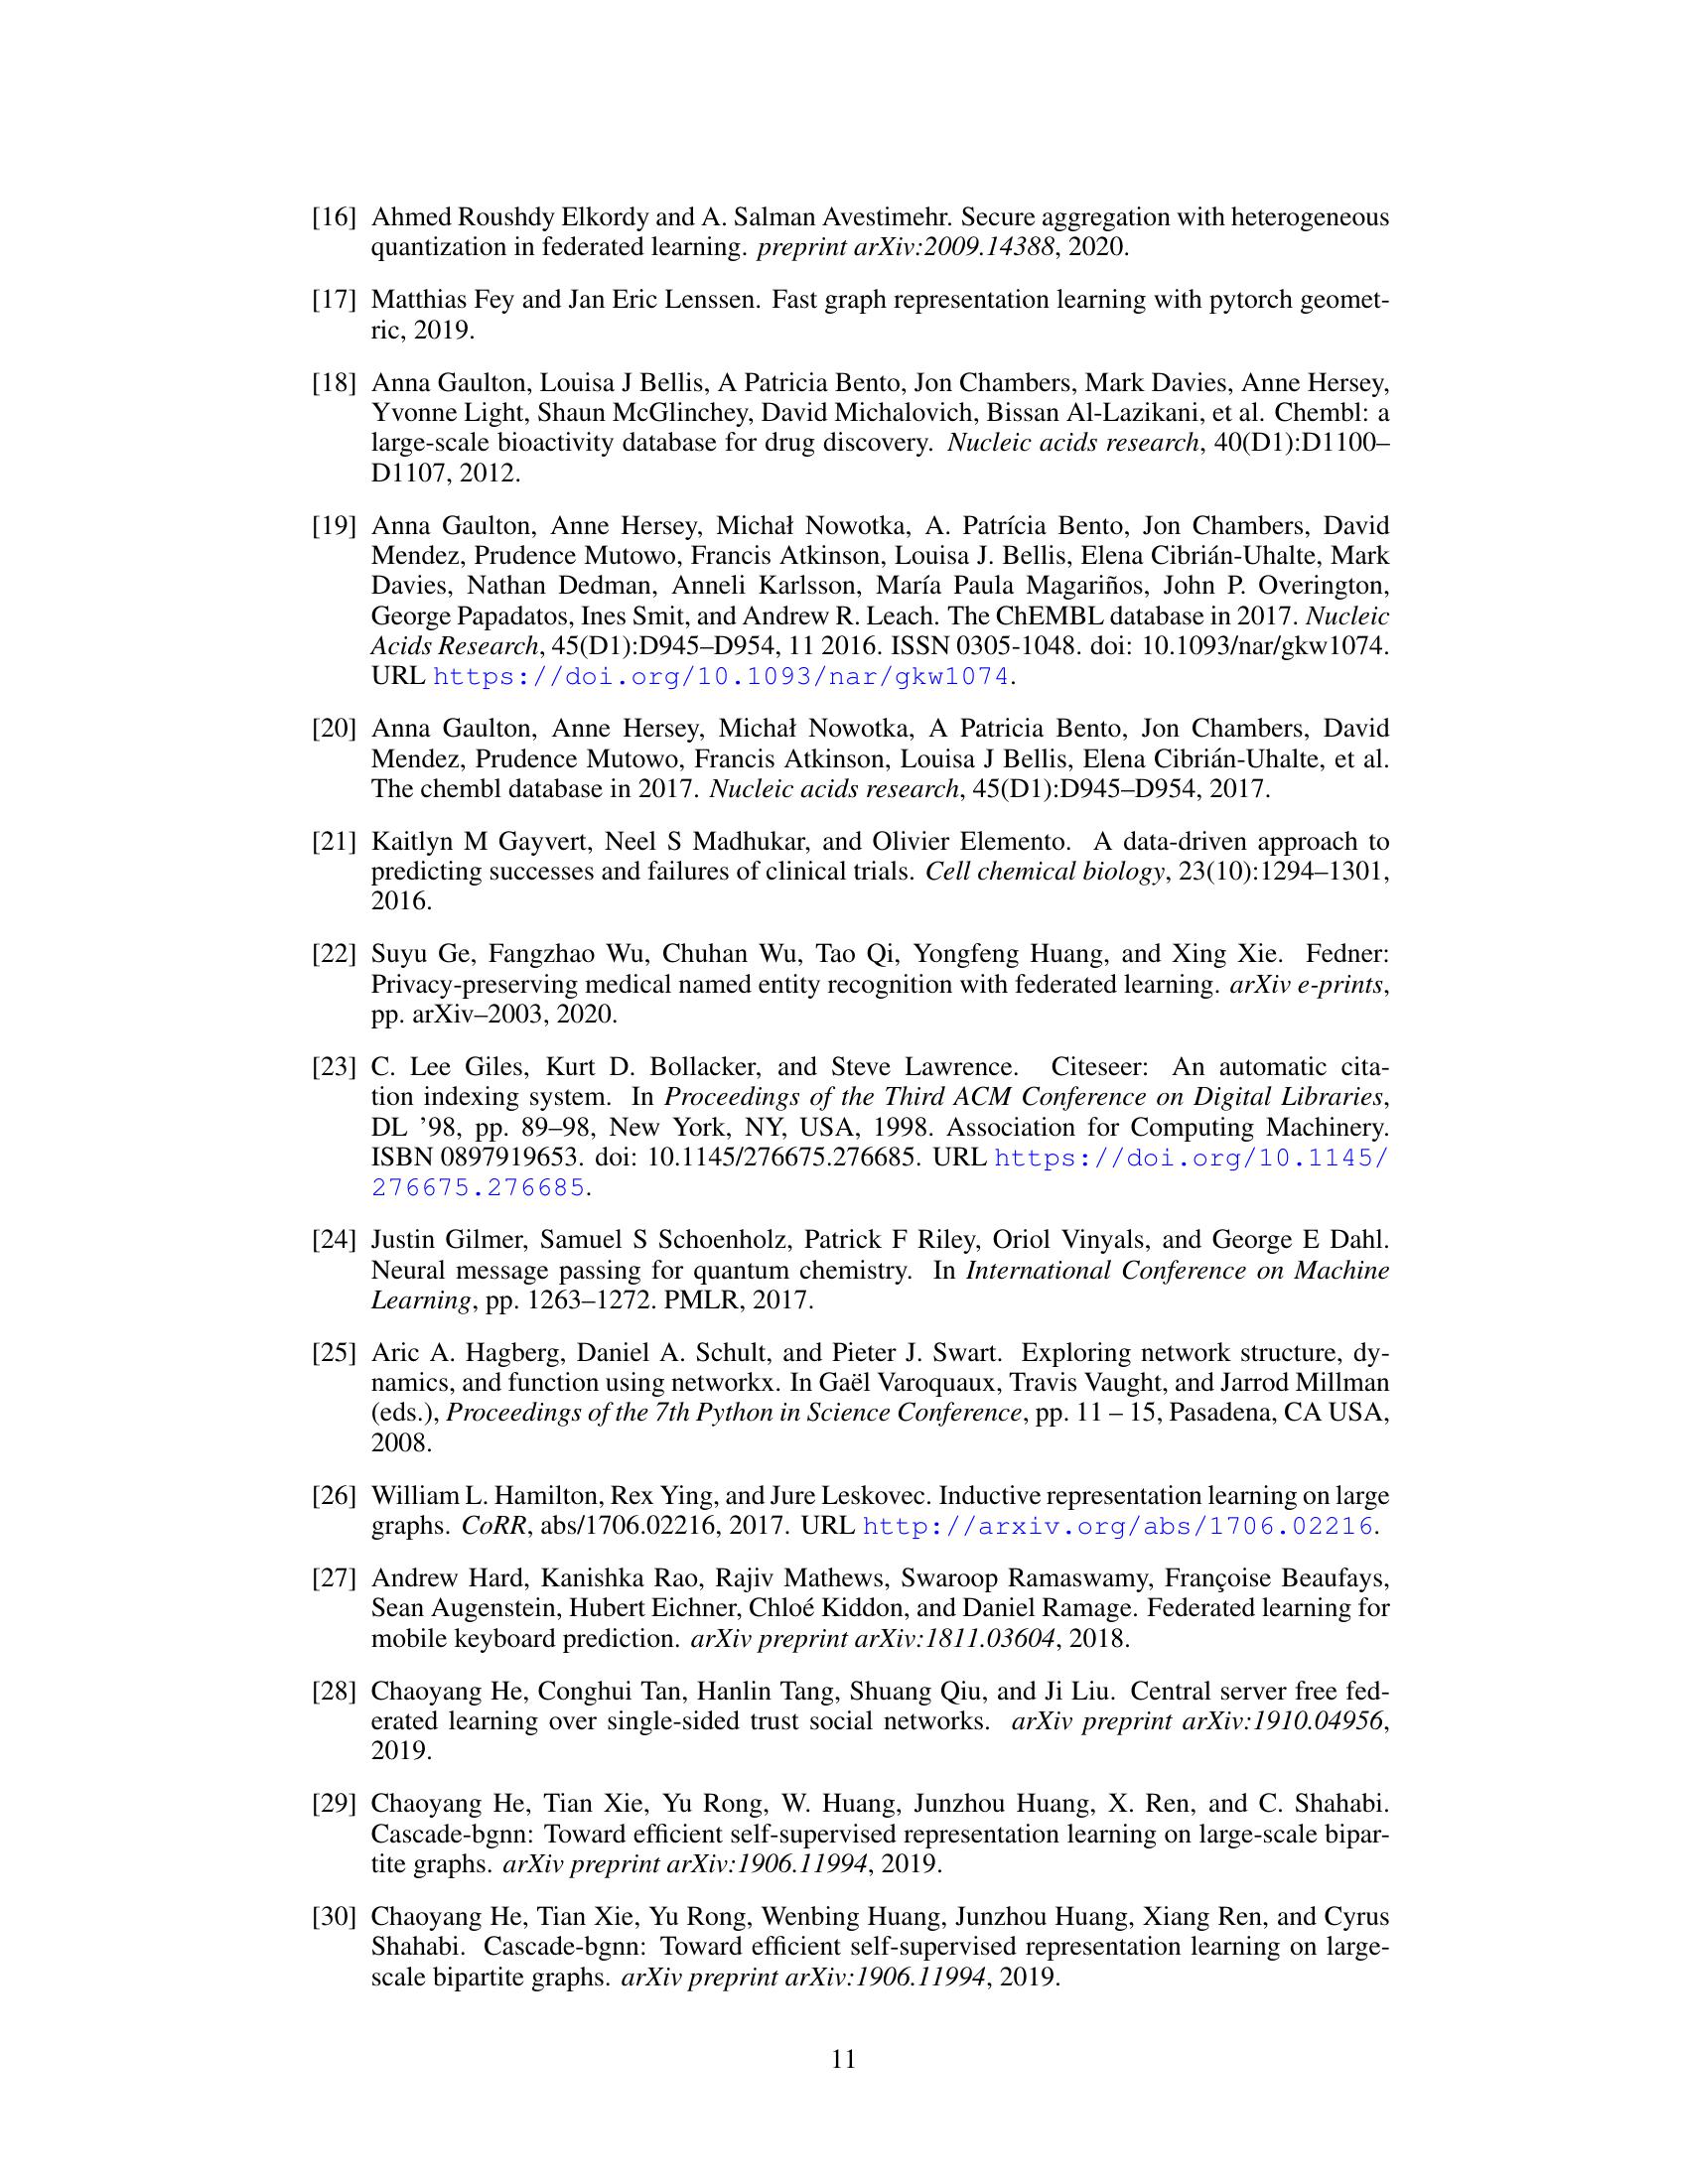 [16] Ahmed Roushdy Elkordy and A. Salman Avestimehr. Secure aggregation with heterogeneous
quantization in federated learning. preprint arXiv:2009.14388, 2020.
[17] Matthias Fey and Jan Eric Lenssen. Fast graph representation learning with pytorch geomet-
ric, 2019.
[18] Anna Gaulton, Louisa J Bellis, A Patricia Bento, Jon Chambers, Mark Davies, Anne Hersey,
Yvonne Light, Shaun McGlinchey, David Michalovich, Bissan Al-Lazikani, et al. Chembl: a
large-scale bioactivity database for drug discovery. Nucleic acids research, 40(D1):D1100–
D1107, 2012.
[19] Anna Gaulton, Anne Hersey, Michał Nowotka, A. Patrícia Bento, Jon Chambers, David
Mendez, Prudence Mutowo, Francis Atkinson, Louisa J. Bellis, Elena Cibrián-Uhalte, Mark
Davies, Nathan Dedman, Anneli Karlsson, María Paula Magariños, John P. Overington,
George Papadatos, Ines Smit, and Andrew R. Leach. The ChEMBL database in 2017. Nucleic
Acids Research, 45(D1):D945–D954, 11 2016. ISSN 0305-1048. doi: 10.1093/nar/gkw1074.
URL https://doi.org/10.1093/nar/gkw1074.
[20] Anna Gaulton, Anne Hersey, Michał Nowotka, A Patricia Bento, Jon Chambers, David
Mendez, Prudence Mutowo, Francis Atkinson, Louisa J Bellis, Elena Cibrián-Uhalte, et al.
The chembl database in 2017. Nucleic acids research, 45(D1):D945–D954, 2017.
[21] Kaitlyn M Gayvert, Neel S Madhukar, and Olivier Elemento. A data-driven approach to
predicting successes and failures of clinical trials. Cell chemical biology, 23(10):1294–1301,
2016.
[22] Suyu Ge, Fangzhao Wu, Chuhan Wu, Tao Qi, Yongfeng Huang, and Xing Xie. Fedner:
Privacy-preserving medical named entity recognition with federated learning. arXiv e-prints,
pp. arXiv–2003, 2020.
[23] C. Lee Giles, Kurt D. Bollacker, and Steve Lawrence. Citeseer: An automatic cita-
tion indexing system. In Proceedings of the Third ACM Conference on Digital Libraries,
DL ’98, pp. 89–98, New York, NY, USA, 1998. Association for Computing Machinery.
ISBN 0897919653. doi: 10.1145/276675.276685. URL https://doi.org/10.1145/
276675.276685.
[24] Justin Gilmer, Samuel S Schoenholz, Patrick F Riley, Oriol Vinyals, and George E Dahl.
Neural message passing for quantum chemistry. In International Conference on Machine
Learning, pp. 1263–1272. PMLR, 2017.
[25] Aric A. Hagberg, Daniel A. Schult, and Pieter J. Swart. Exploring network structure, dy-
namics, and function using networkx. In Gaël Varoquaux, Travis Vaught, and Jarrod Millman
(eds.), Proceedings of the 7th Python in Science Conference, pp. 11 – 15, Pasadena, CA USA,
2008.
[26] William L. Hamilton, Rex Ying, and Jure Leskovec. Inductive representation learning on large
graphs. CoRR, abs/1706.02216, 2017. URL http://arxiv.org/abs/1706.02216.
[27] Andrew Hard, Kanishka Rao, Rajiv Mathews, Swaroop Ramaswamy, Françoise Beaufays,
Sean Augenstein, Hubert Eichner, Chloé Kiddon, and Daniel Ramage. Federated learning for
mobile keyboard prediction. arXiv preprint arXiv:1811.03604, 2018.
[28] Chaoyang He, Conghui Tan, Hanlin Tang, Shuang Qiu, and Ji Liu. Central server free fed-
erated learning over single-sided trust social networks. arXiv preprint arXiv:1910.04956,
2019.
[29] Chaoyang He, Tian Xie, Yu Rong, W. Huang, Junzhou Huang, X. Ren, and C. Shahabi.
Cascade-bgnn: Toward efficient self-supervised representation learning on large-scale bipar-
tite graphs. arXiv preprint arXiv:1906.11994, 2019.
[30] Chaoyang He, Tian Xie, Yu Rong, Wenbing Huang, Junzhou Huang, Xiang Ren, and Cyrus
Shahabi. Cascade-bgnn: Toward efficient self-supervised representation learning on large-
scale bipartite graphs. arXiv preprint arXiv:1906.11994, 2019.
11